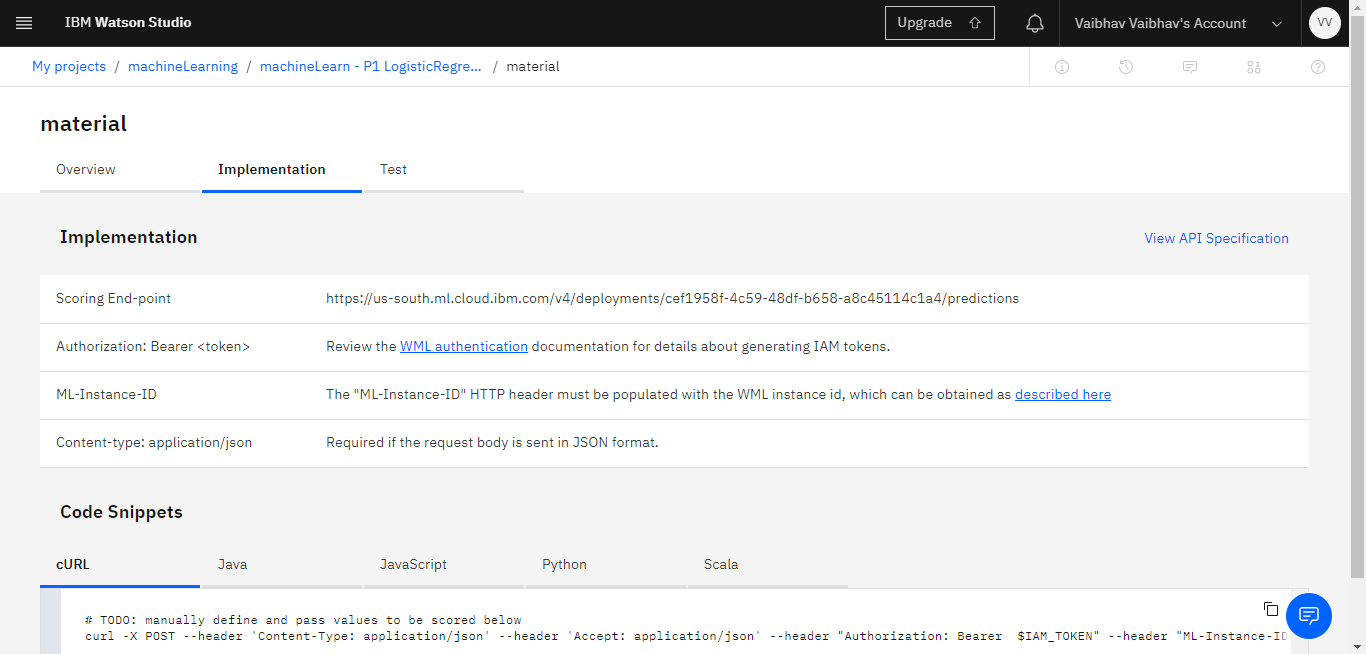 IBM Watson Studio
Upgrade
Vaibhav Vaibhav's Account
VV
My projects / machineLearning / machineLearn - P1 LogisticRegre... / material
material
Overview
Implementation
Test
Implementation
View API Specification
Scoring End-point
https://us-south.ml.cloud.ibm.com/v4/deployments/cef1958f-4c59-48df-b658-a8c45114c1a4/predictions
Authorization: Bearer <token>
Review the WML authentication documentation for details about generating IAM tokens.
ML-Instance-ID
The "ML-Instance-ID" HTTP header must be populated with the WML instance id, which can be obtained as described here
Content-type: application/json
Required if the request body is sent in JSON format.
Code Snippets
cURL
Java
JavaScript
Python
Scala
# TODO: manually define and pass values to be scored below
curl -X POST --header 'Content-Type: application/json' --header 'Accept: application/json' --header "Authorization: Bearer $IAM_TOKEN" --header "ML-Instance-ID